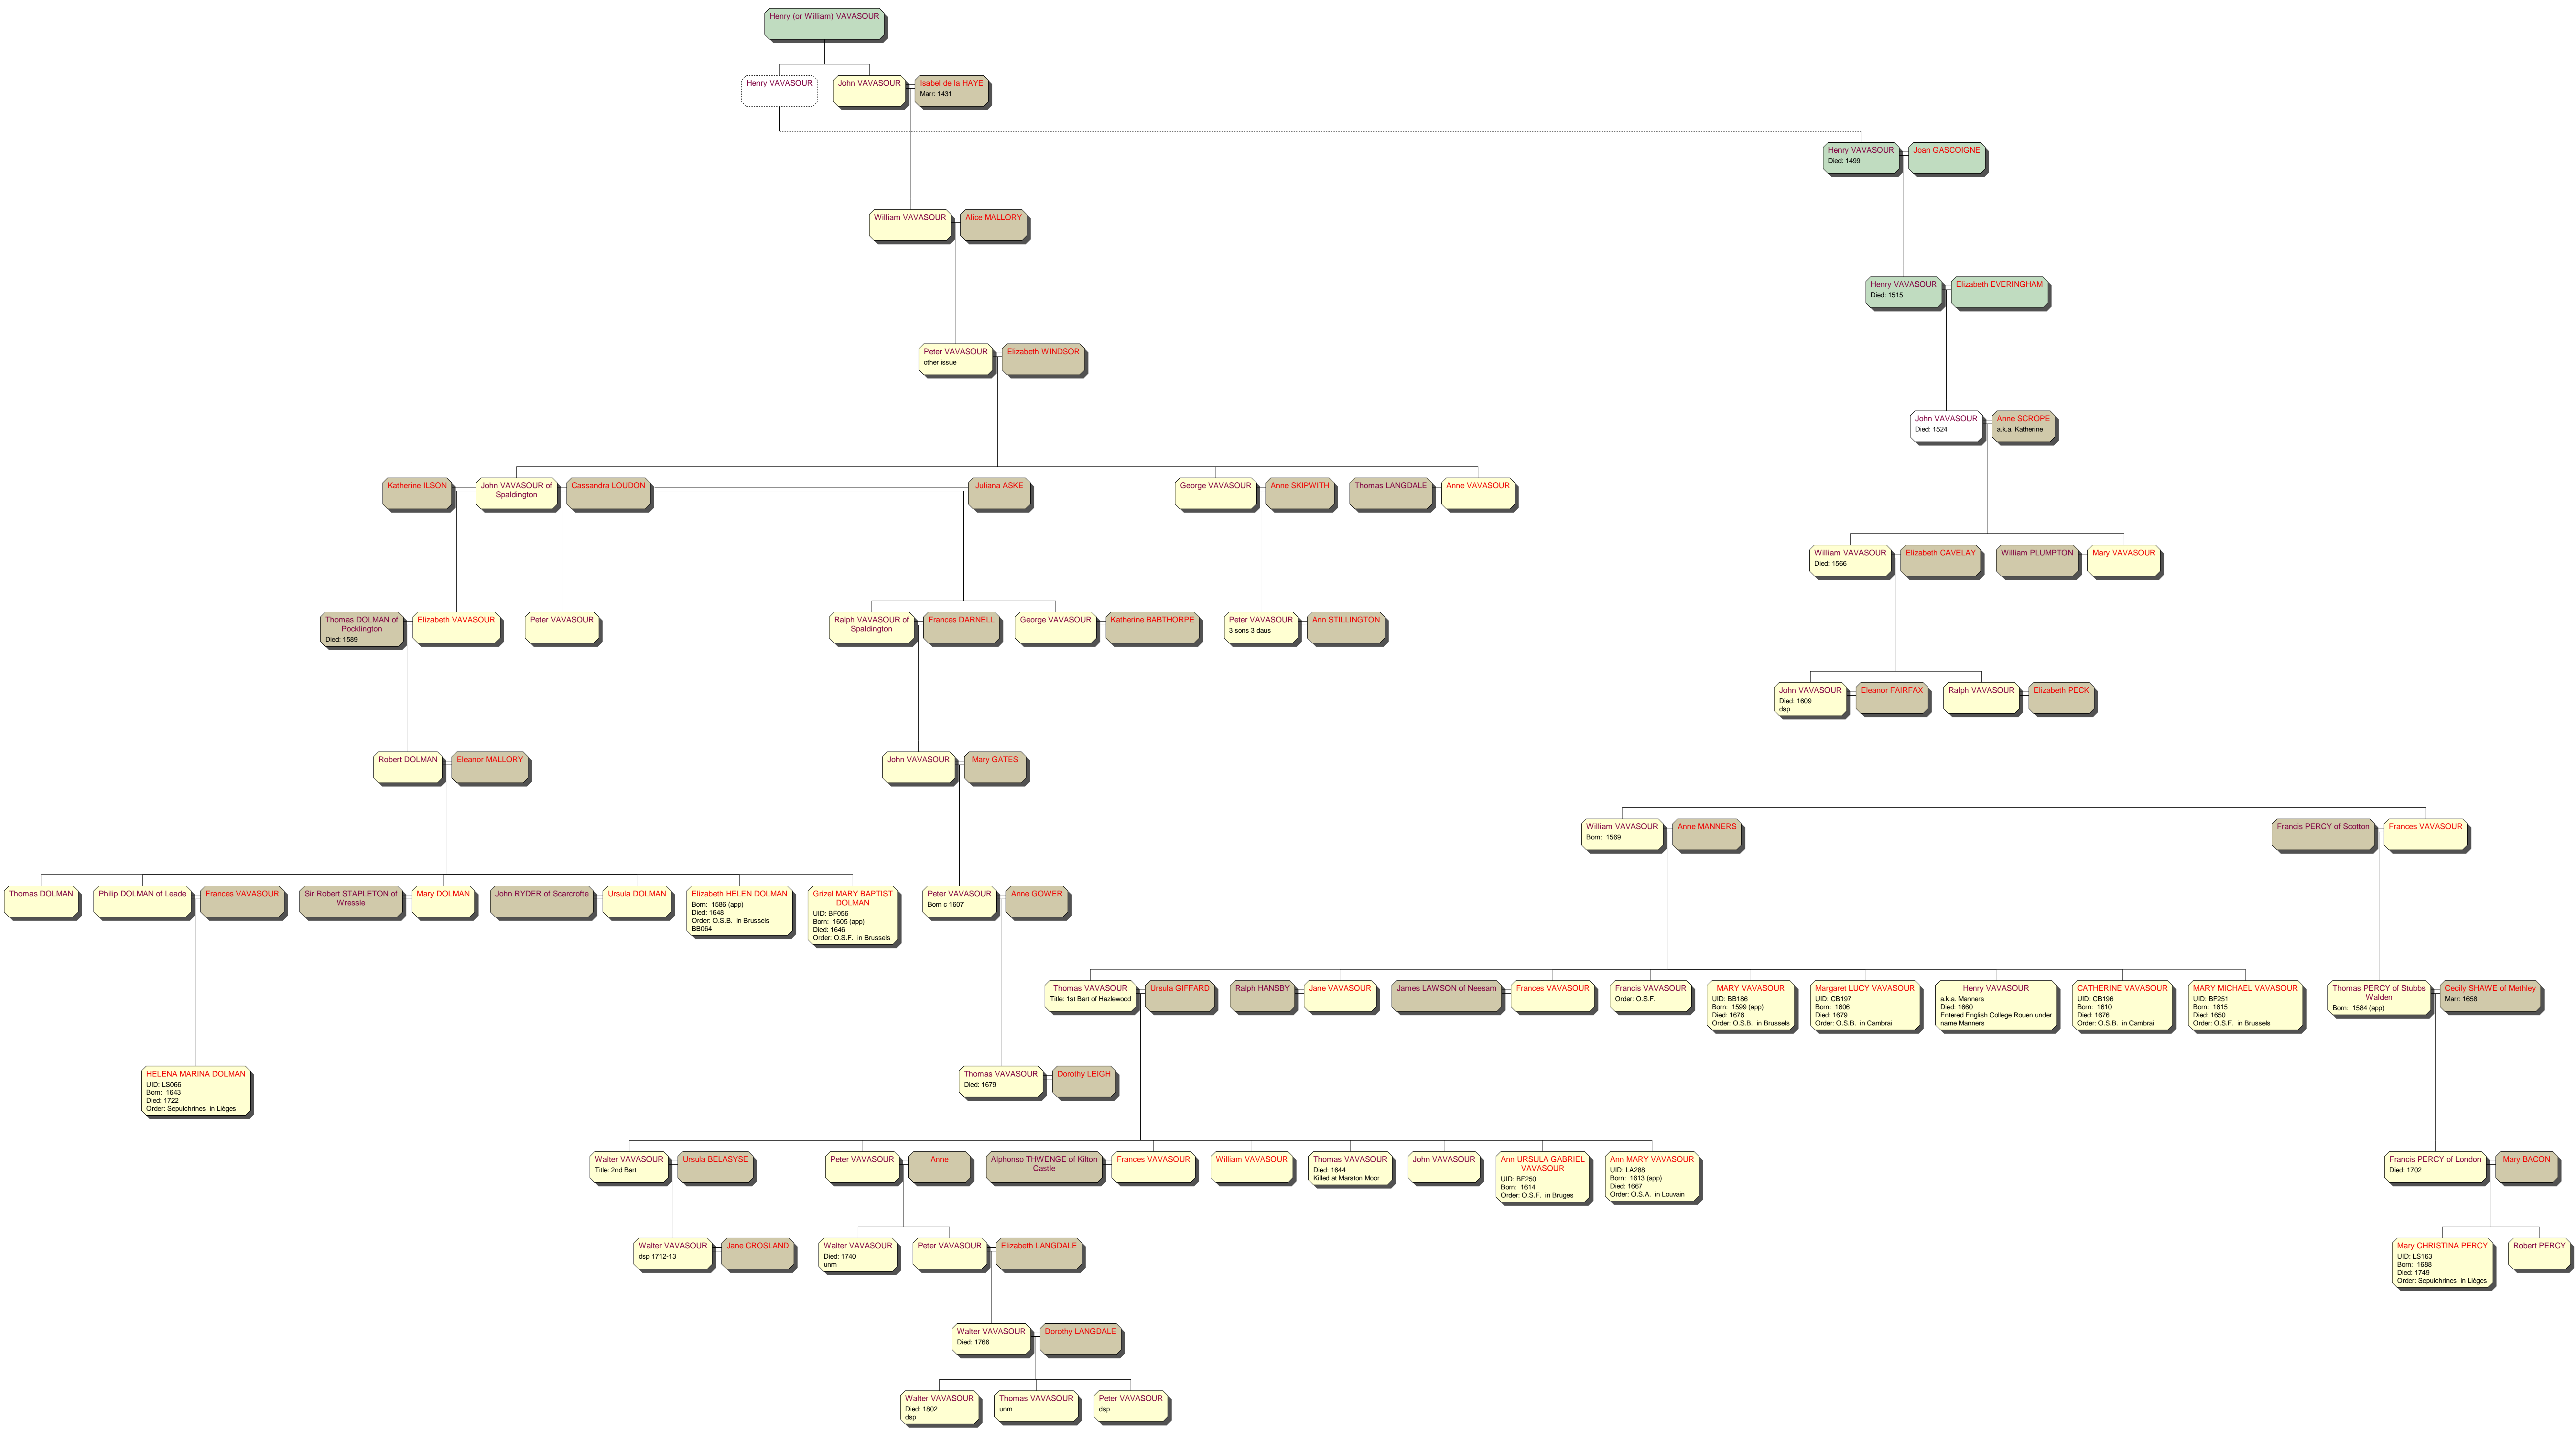 Henry (or William) VAVASOUR
Henry VAVASOUR
John VAVASOUR
Isabel de la HAYE
Marr: 1431
Henry VAVASOUR
Died: 1499
Joan GASCOIGNE
William VAVASOUR
Alice MALLORY
Henry VAVASOUR
Died: 1515
Elizabeth EVERINGHAM
Peter VAVASOUR
other issue
Elizabeth WINDSOR
John VAVASOUR
Died: 1524
Anne SCROPE
a.k.a. Katherine
Katherine ILSON
John VAVASOUR of
Spaldington
Cassandra LOUDON
Juliana ASKE
George VAVASOUR
Anne SKIPWITH
Thomas LANGDALE
Anne VAVASOUR
William VAVASOUR
Died: 1566
Elizabeth CAVELAY
William PLUMPTON
Mary VAVASOUR
Thomas DOLMAN of
Pocklington
Died: 1589
Elizabeth VAVASOUR
Peter VAVASOUR
Ralph VAVASOUR of
Spaldington
Frances DARNELL
George VAVASOUR
Katherine BABTHORPE
Peter VAVASOUR
3 sons 3 daus
Ann STILLINGTON
John VAVASOUR
Died: 1609
dsp
Eleanor FAIRFAX
Ralph VAVASOUR
Elizabeth PECK
Robert DOLMAN
Eleanor MALLORY
John VAVASOUR
Mary GATES
William VAVASOUR
Born: 1569
Anne MANNERS
Francis PERCY of Scotton
Frances VAVASOUR
Thomas DOLMAN
Philip DOLMAN of Leade
Frances VAVASOUR
Sir Robert STAPLETON of
Wressle
Mary DOLMAN
John RYDER of Scarcrofte
Ursula DOLMAN
Elizabeth HELEN DOLMAN
Born: 1586 (app)
Died: 1648
Order: O.S.B. in Brussels
BB064
Grizel MARY BAPTIST
DOLMAN
UID: BF056
Born: 1605 (app)
Died: 1646
Order: O.S.F. in Brussels
Peter VAVASOUR
Born c 1607
Anne GOWER
Thomas VAVASOUR
Title: 1st Bart of Hazlewood
Ursula GIFFARD
Ralph HANSBY
Jane VAVASOUR
James LAWSON of Neesam
Frances VAVASOUR
Francis VAVASOUR
Order: O.S.F.
MARY VAVASOUR
UID: BB186
Born: 1599 (app)
Died: 1676
Order: O.S.B. in Brussels
Margaret LUCY VAVASOUR
UID: CB197
Born: 1606
Died: 1679
Order: O.S.B. in Cambrai
Henry VAVASOUR
a.k.a. Manners
Died: 1660
Entered English College Rouen under
name Manners
CATHERINE VAVASOUR
UID: CB196
Born: 1610
Died: 1676
Order: O.S.B. in Cambrai
MARY MICHAEL VAVASOUR
UID: BF251
Born: 1615
Died: 1650
Order: O.S.F. in Brussels
Thomas PERCY of Stubbs
Walden
Born: 1584 (app)
Cecily SHAWE of Methley
Marr: 1658
HELENA MARINA DOLMAN
UID: LS066
Born: 1643
Died: 1722
Order: Sepulchrines in Lièges
Thomas VAVASOUR
Died: 1679
Dorothy LEIGH
Walter VAVASOUR
Title: 2nd Bart
Ursula BELASYSE
Peter VAVASOUR
Anne
Alphonso THWENGE of Kilton
Castle
Frances VAVASOUR
William VAVASOUR
Thomas VAVASOUR
Died: 1644
Killed at Marston Moor
John VAVASOUR
Ann URSULA GABRIEL
VAVASOUR
UID: BF250
Born: 1614
Order: O.S.F. in Bruges
Ann MARY VAVASOUR
UID: LA288
Born: 1613 (app)
Died: 1667
Order: O.S.A. in Louvain
Francis PERCY of London
Died: 1702
Mary BACON
Walter VAVASOUR
dsp 1712-13
Jane CROSLAND
Walter VAVASOUR
Died: 1740
unm
Peter VAVASOUR
Elizabeth LANGDALE
Mary CHRISTINA PERCY
UID: LS163
Born: 1688
Died: 1749
Order: Sepulchrines in Lièges
Robert PERCY
Walter VAVASOUR
Died: 1766
Dorothy LANGDALE
Walter VAVASOUR
Died: 1802
dsp
Thomas VAVASOUR
unm
Peter VAVASOUR
dsp